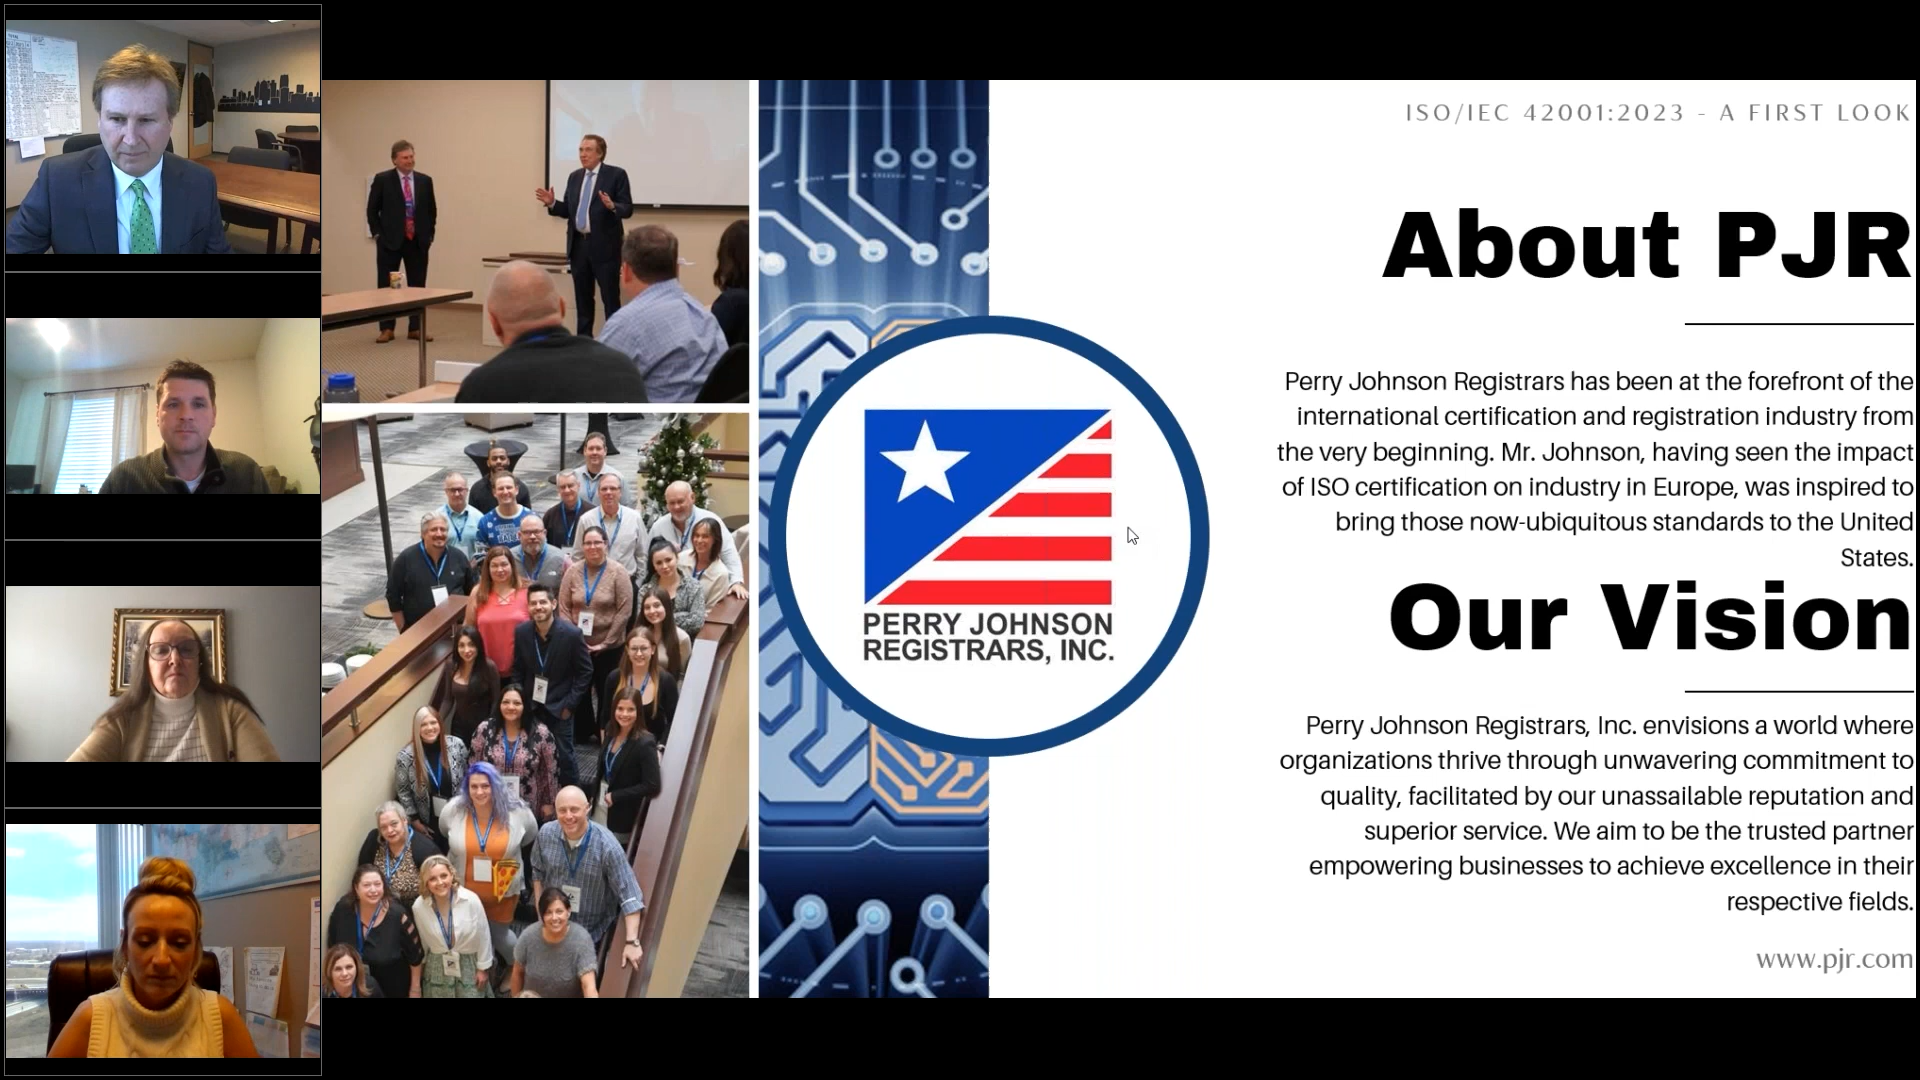 ISO/IEC 42001:2023 - A FIRST LOOK
About PJR
Perry Johnson Registrars has been at the forefront of the
international certification and registration industry from
the very beginning. Mr. Johnson, having seen the impact
of ISO certification on industry in Europe, was inspired to
bring those now-ubiquitous standards to the United
States.
Our Vision
Perry Johnson Registrars, Inc. envisions a world where
organizations thrive through unwavering commitment to
quality, facilitated by our unassailable reputation and
superior service. We aim to be the trusted partner
empowering businesses to achieve excellence in their
respective fields.
www.pjr.com
PERRY JOHNSON
REGISTRARS, INC.